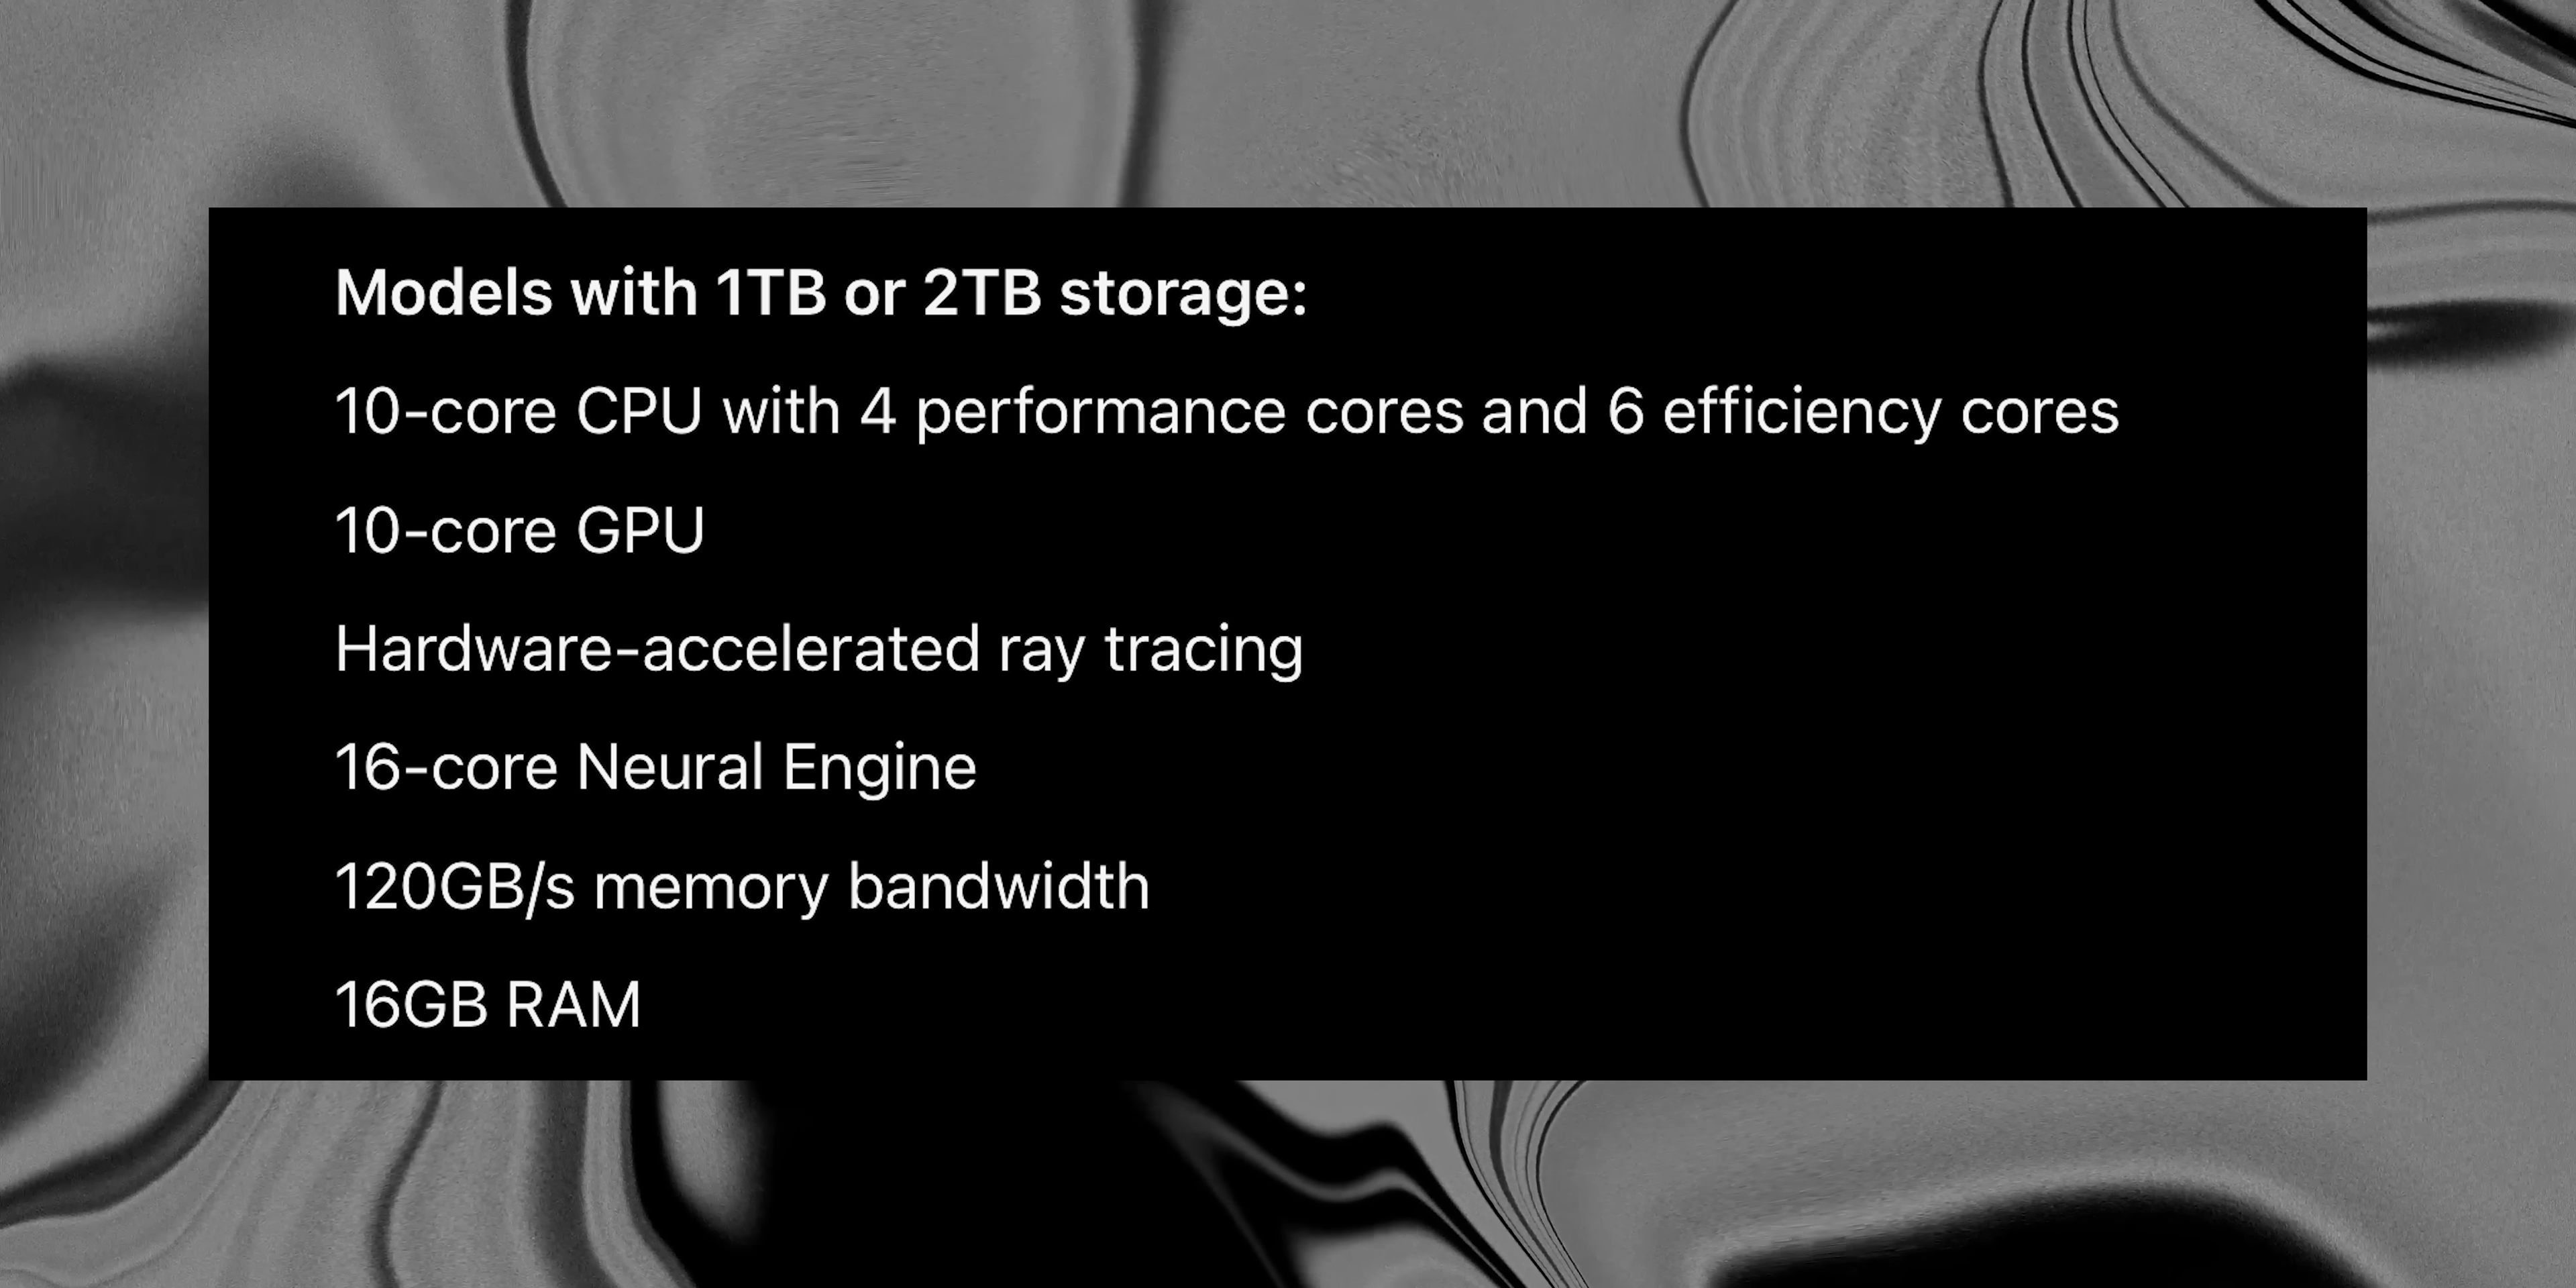 Models with 1TB or 2TB storage:
10-core CPU with 4 performance cores and 6 efficiency cores
10-core GPU
Hardware-accelerated ray tracing
16-core Neural Engine
120GB/s memory bandwidth
16GB RAM